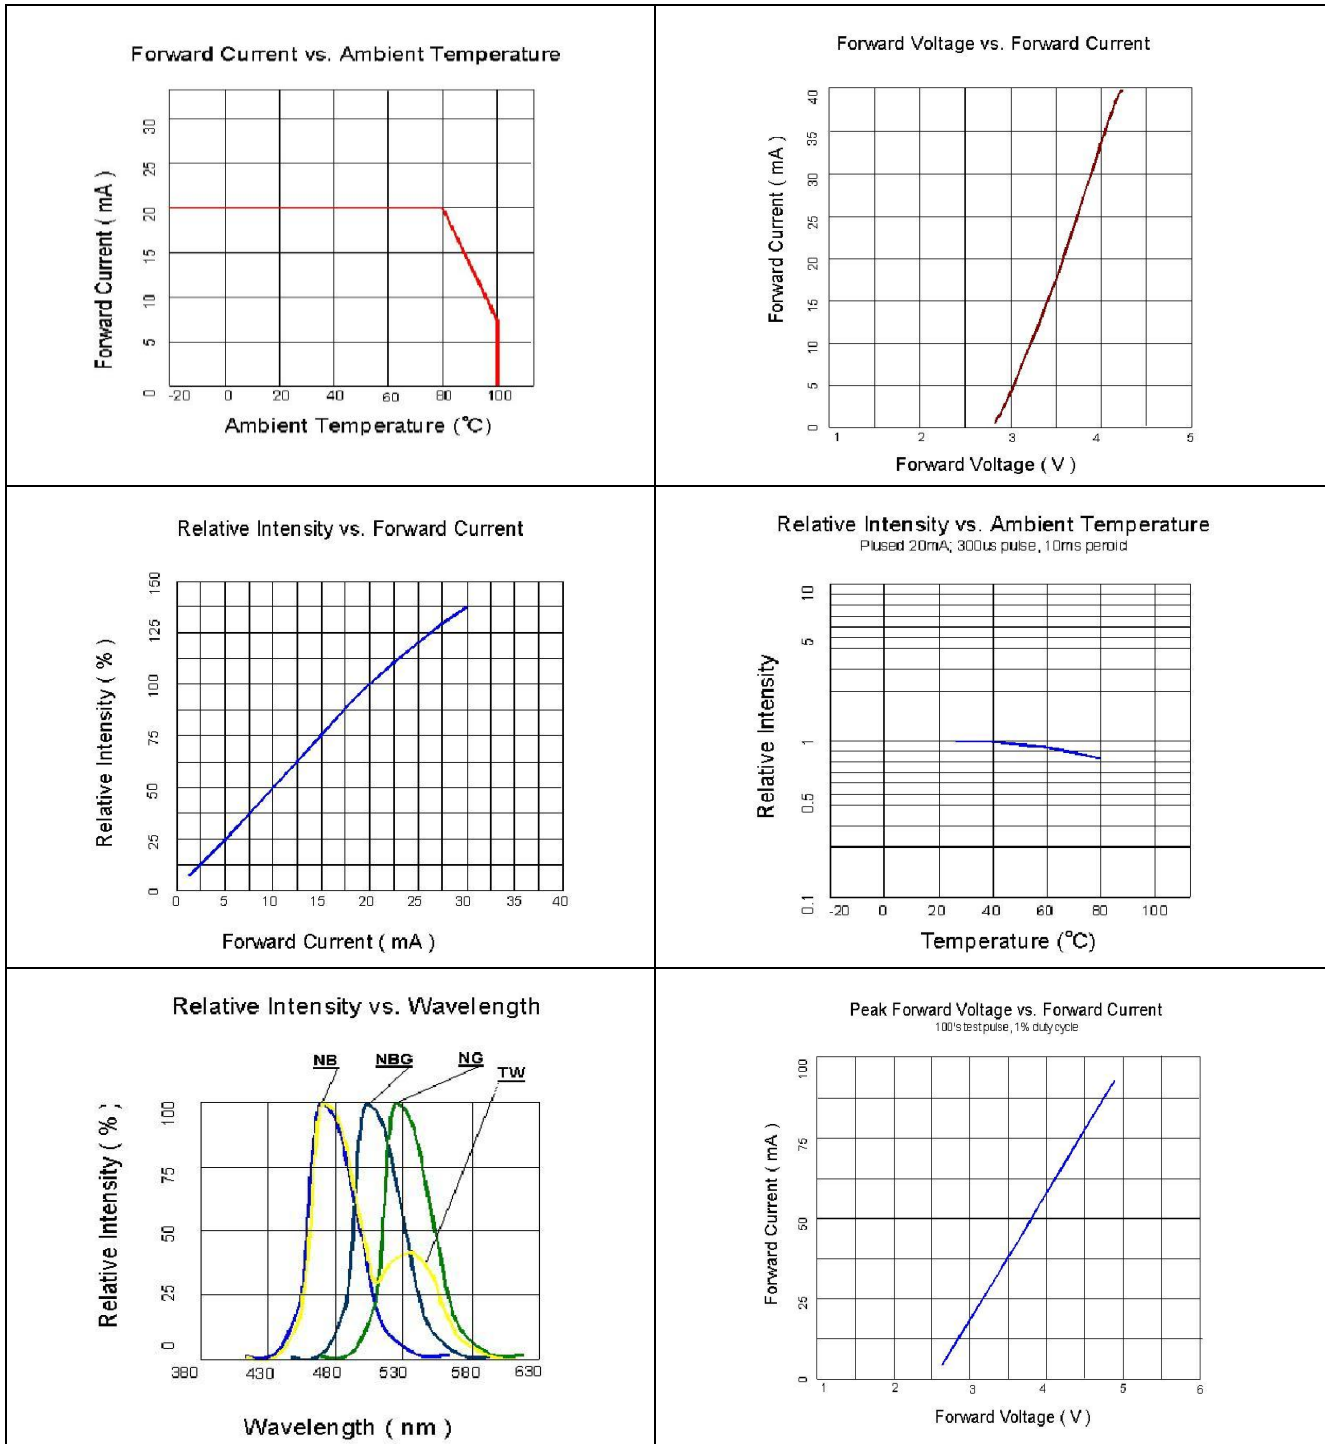 Forward Current vs. Ambient Temperature
Forward Current ( mA )
30
25
20
15
10
5
0
-20 0 20 40 60 80 100
Ambient Temperature (°C)
Forward Voltage vs. Forward Current
Forward Current ( mA )
40
35
30
25
20
15
10
5
0
1 2 3 4 5
Forward Voltage ( V )
Relative Intensity vs. Forward Current
Relative Intensity ( % )
150
125
100
75
50
25
0
0 5 10 15 20 25 30 35 40
Forward Current ( mA )
Relative Intensity vs. Ambient Temperature
Plused 20mA; 300us pulse, 10ms peroid
Relative Intensity
10
5
1
0.5
0.1
-20 0 20 40 60 80 100
Temperature (°C)
Relative Intensity vs. Wavelength
NB NBG NG TW
Relative Intensity ( % )
100
75
50
25
0
380 430 480 530 580 630
Wavelength ( nm )
Peak Forward Voltage vs. Forward Current
100's test pulse, 1% duty cycle
Forward Current ( mA )
100
75
50
25
0
1 2 3 4 5 6
Forward Voltage ( V )